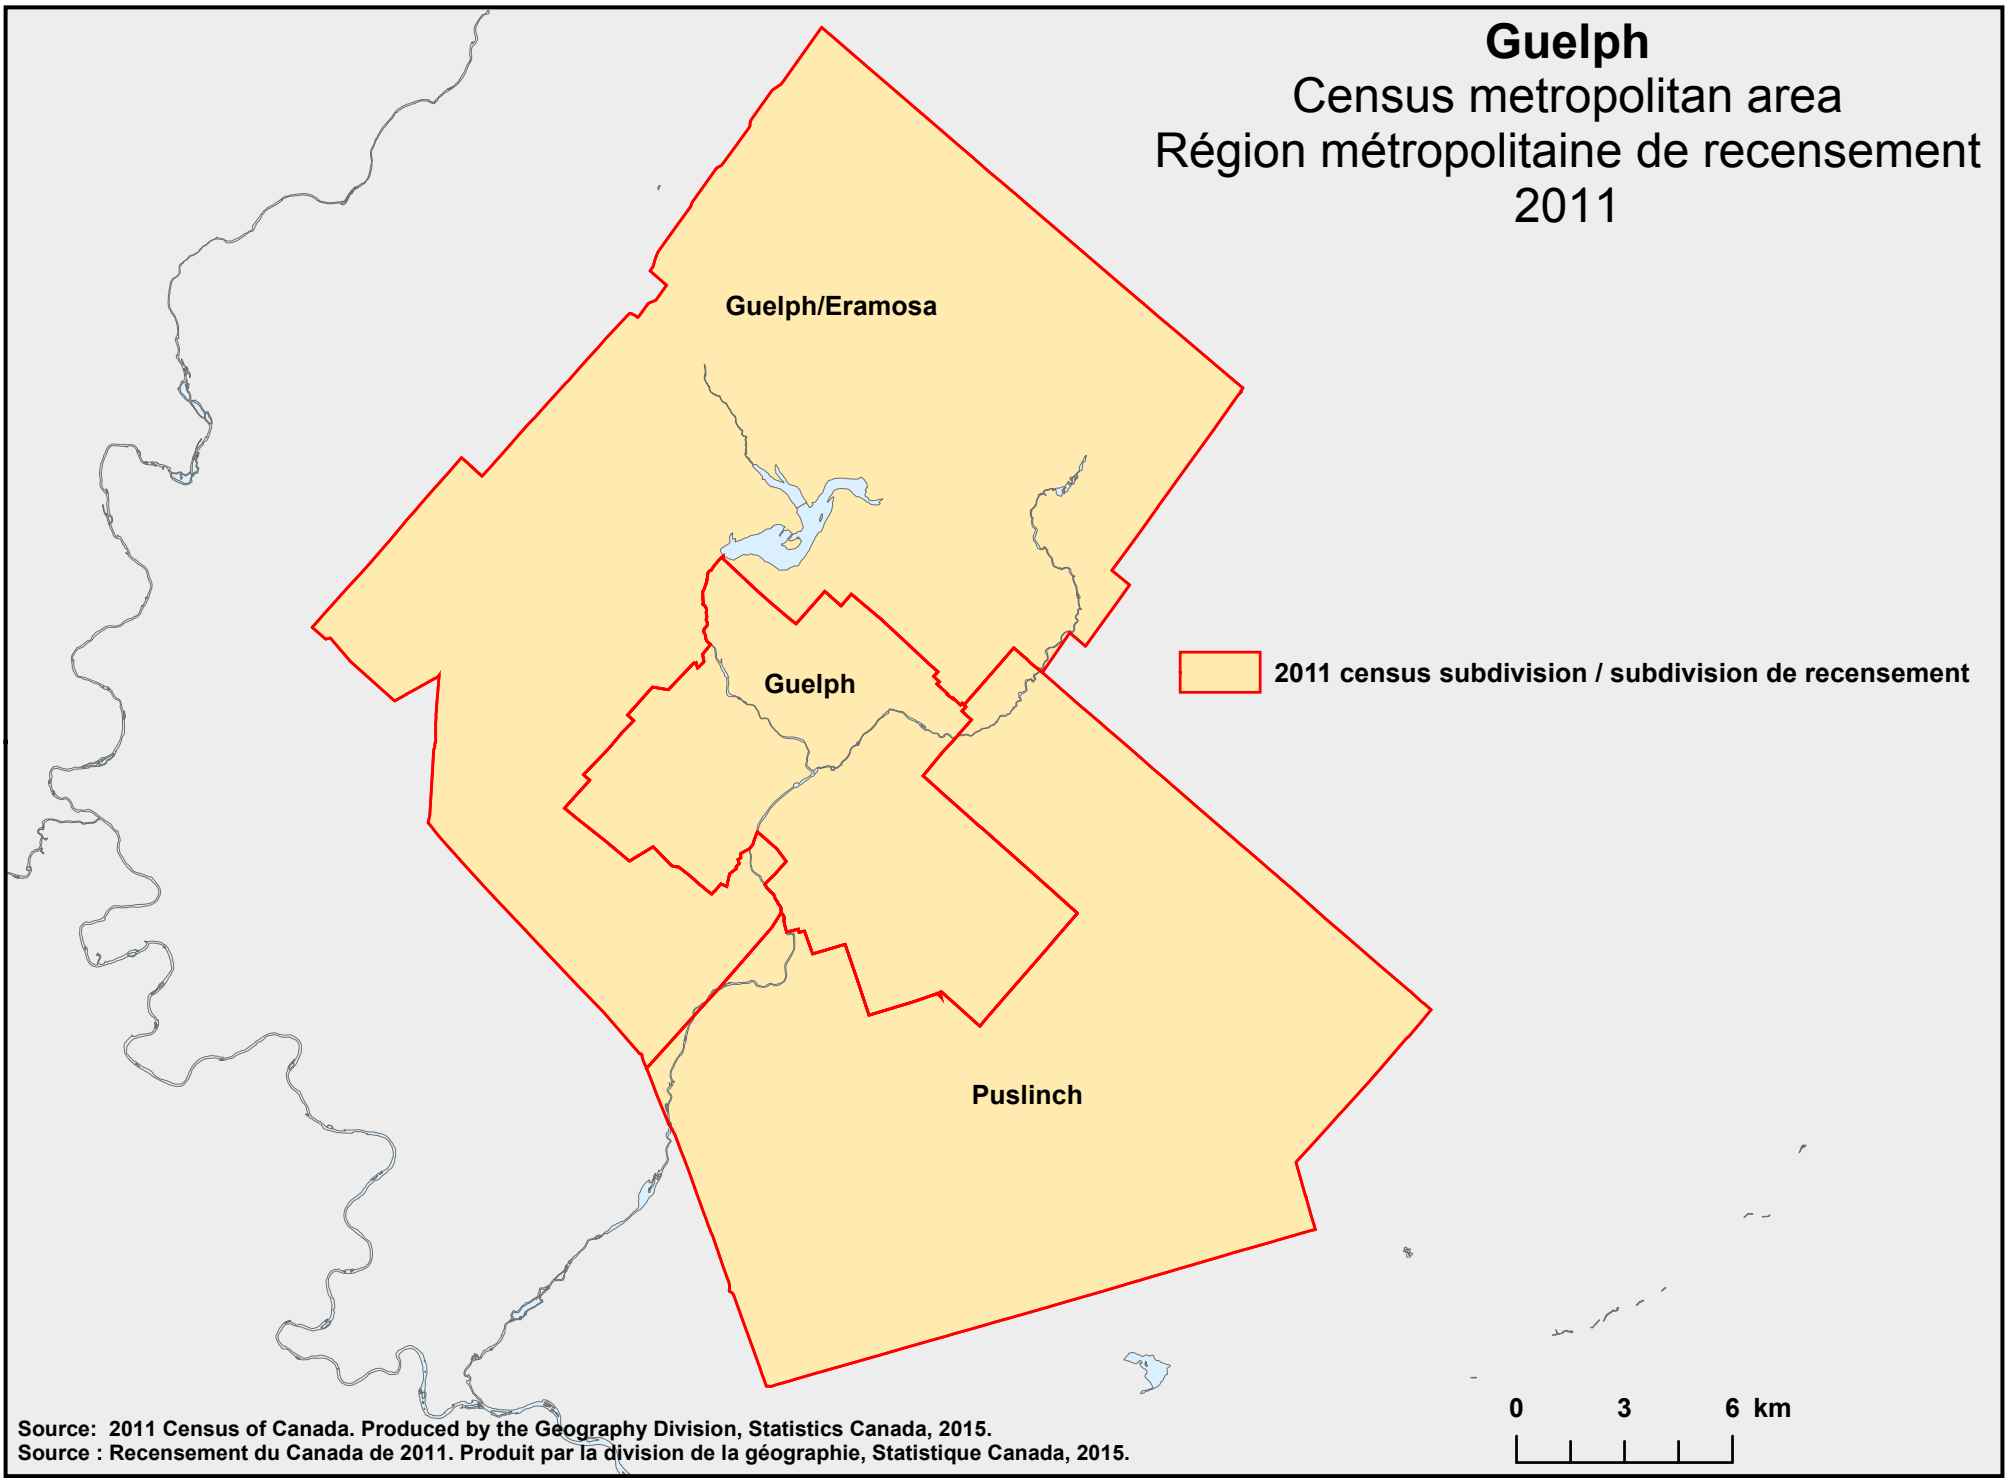 Guelph
Census metropolitan area
Région métropolitaine de recensement
2011
Guelph/Eramosa
2011 census subdivision / subdivision de recensement
Guelph
Puslinch
0 3 6 km
Source:  2011 Census of Canada. Produced by the Geography Division, Statistics Canada, 2015.
Source : Recensement du Canada de 2011. Produit par la division de la géographie, Statistique Canada, 2015.